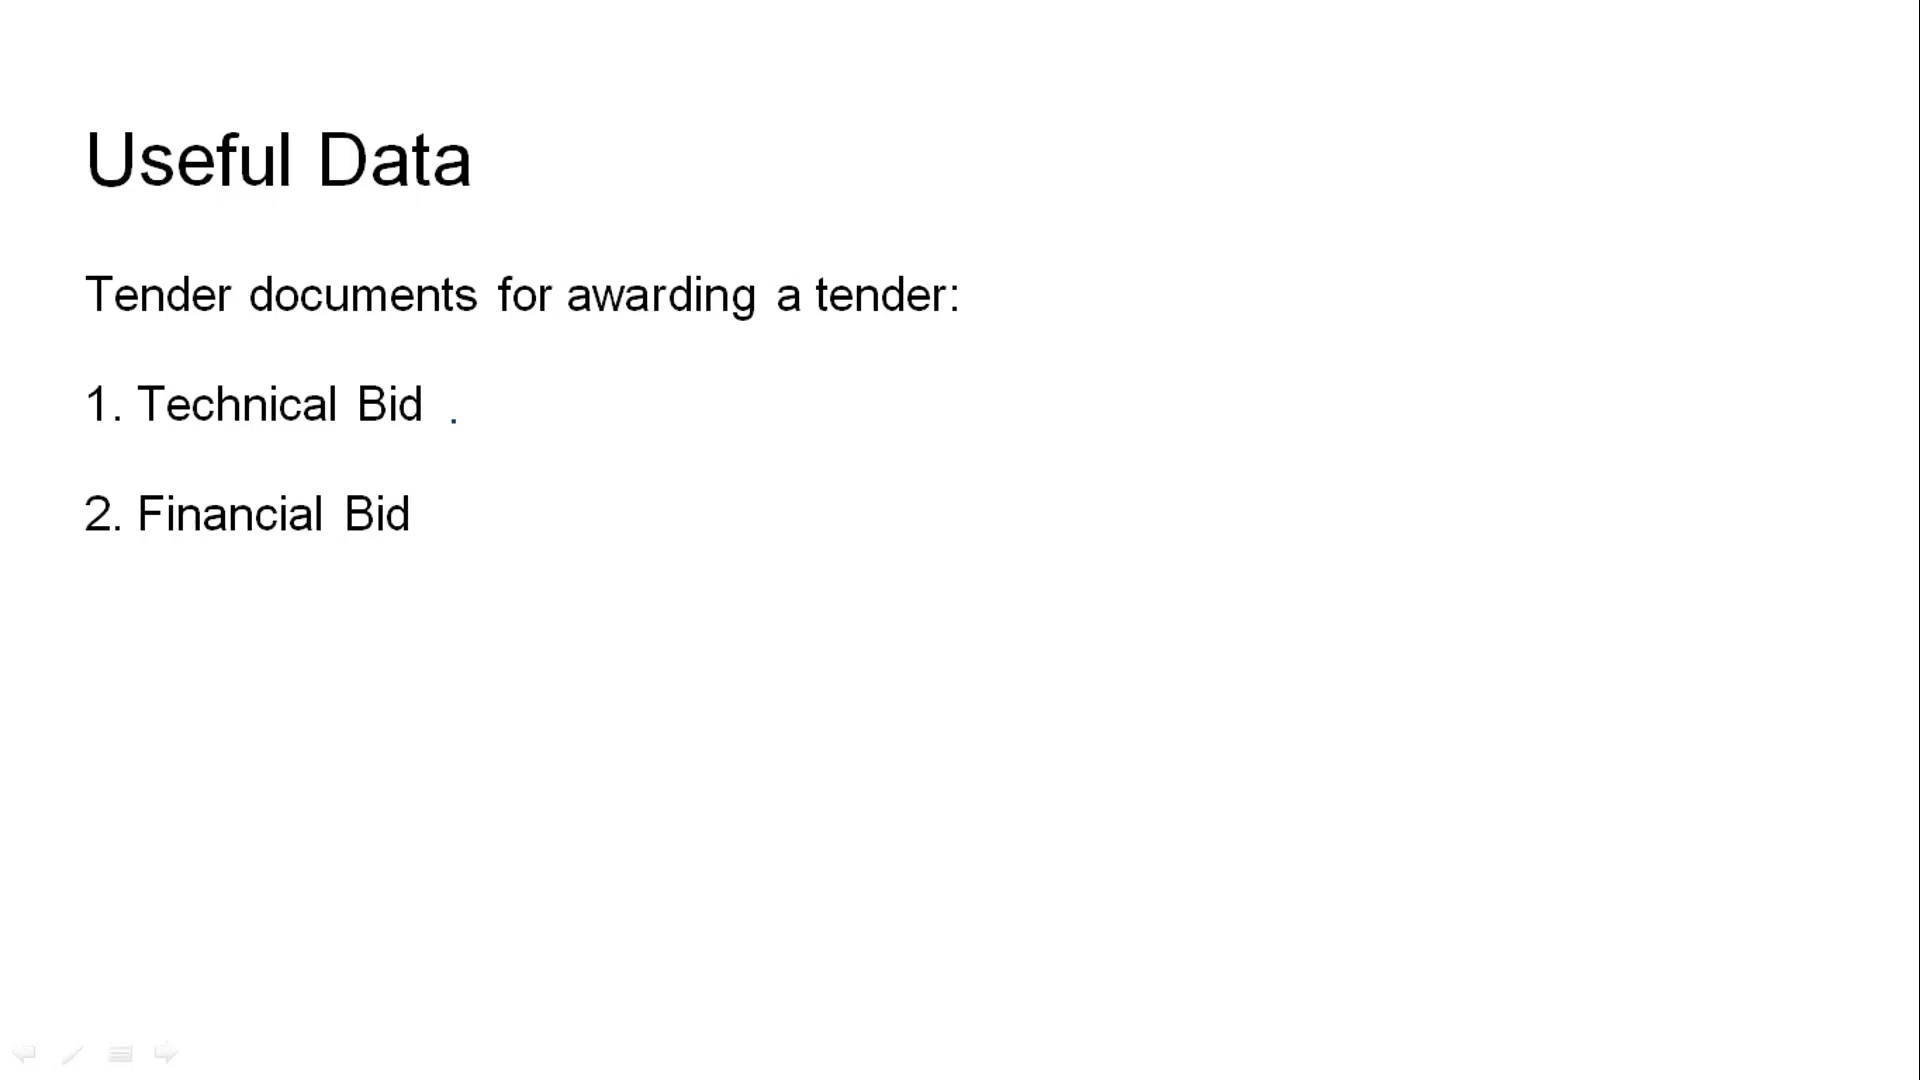 Useful Data
Tender documents for awarding a tender:
1. Technical Bid .
2. Financial Bid